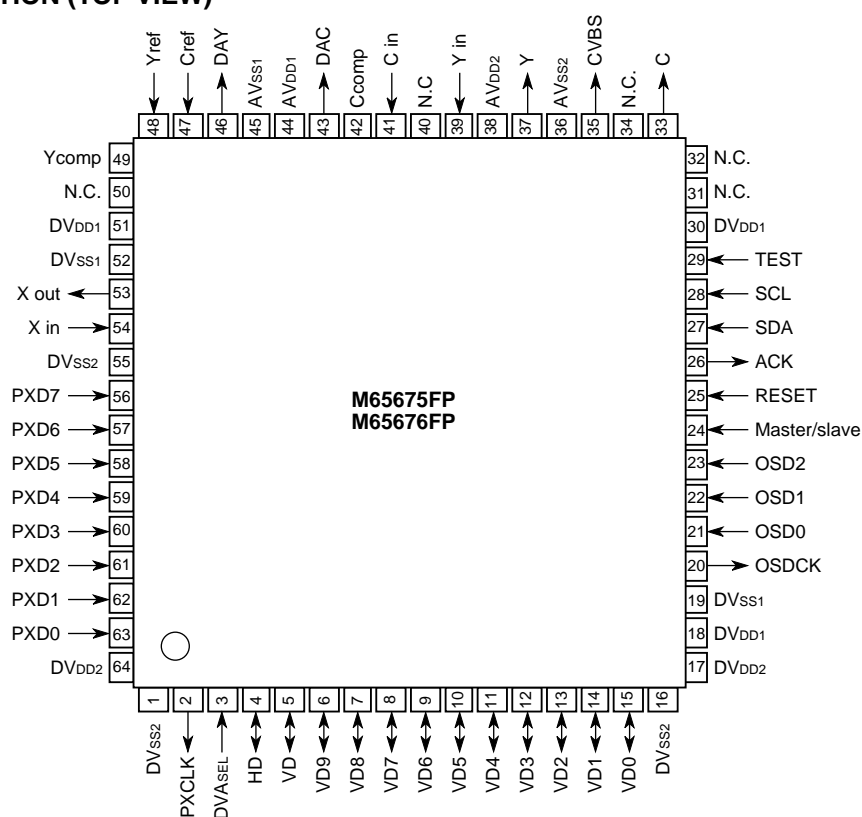 TION (TOP VIEW)
Yref
Cref
DAY
AVSS1
AVDD1
DAC
Ccomp
C in
N.C
Y in
AVDD2
Y
AVSS2
CVBS
N.C.
C
48 47 46 45 44 43 42 41 40 39 38 37 36 35 34 33
Ycomp 49
N.C. 50
DVDD1 51
DVSS1 52
X out 53
X in 54
DVSS2 55
PXD7 56
PXD6 57
PXD5 58
PXD4 59
PXD3 60
PXD2 61
PXD1 62
PXD0 63
DVDD2 64
M65675FP
M65676FP
32 N.C.
31 N.C.
30 DVDD1
29 TEST
28 SCL
27 SDA
26 ACK
25 RESET
24 Master/slave
23 OSD2
22 OSD1
21 OSD0
20 OSDCK
19 DVSS1
18 DVDD1
17 DVDD2
1 2 3 4 5 6 7 8 9 10 11 12 13 14 15 16
DVSS2
PXCLK
DVASEL
HD
VD
VD9
VD8
VD7
VD6
VD5
VD4
VD3
VD2
VD1
VD0
DVSS2